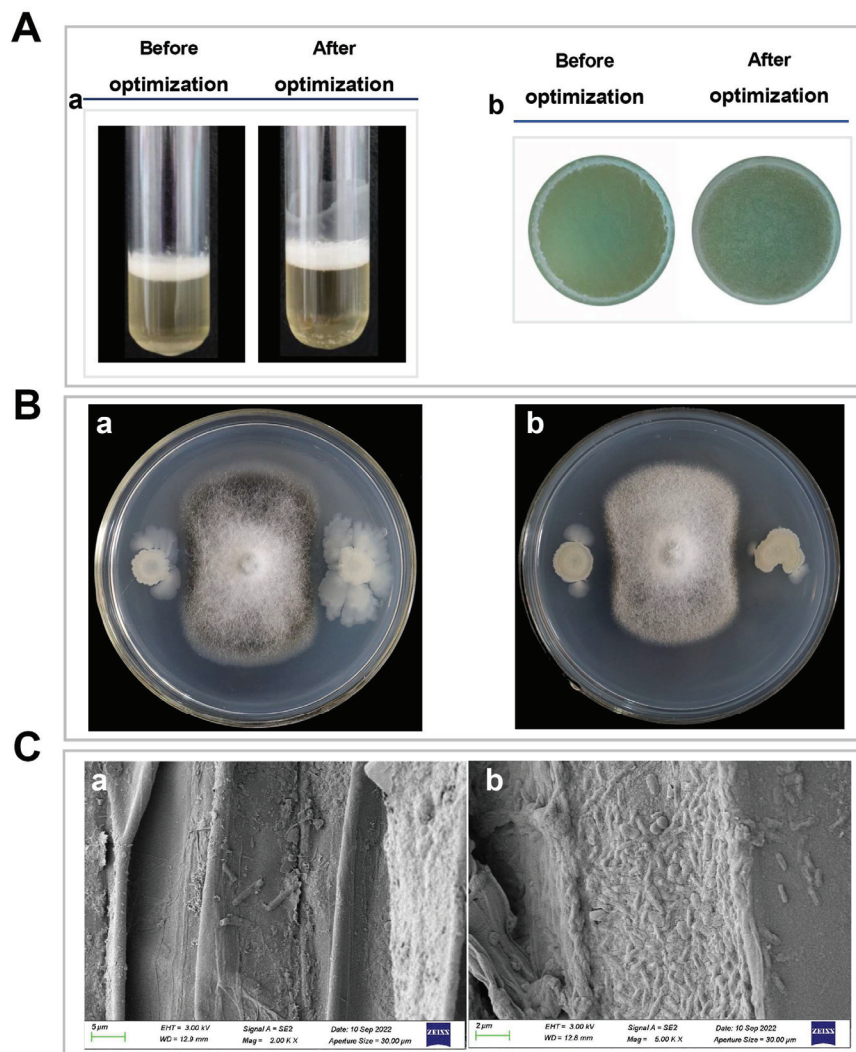 A
Before optimization
After optimization
a
Before optimization
After optimization
b
B
a
b
C
a
b
5 µm
EHT = 3.00 kV
Signal A = SE2
Date: 10 Sep 2022
WD = 12.9 mm
Mag = 2.00 K X
Aperture Size = 30.00 µm
ZEISS
2 µm
EHT = 3.00 kV
Signal A = SE2
Date: 10 Sep 2022
WD = 12.8 mm
Mag = 5.00 K X
Aperture Size = 30.00 µm
ZEISS